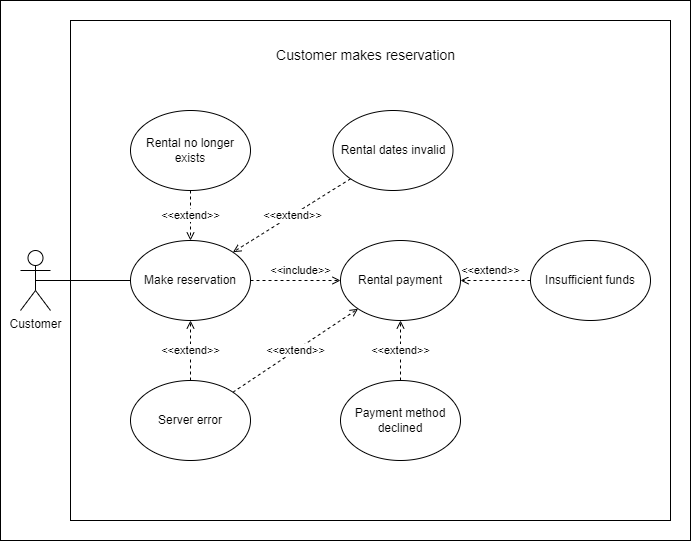 Customer makes reservation
Rental no longer
exists
Rental dates invalid
<<extend>>
<<extend>>
Make reservation
<<include>>
Rental payment
<<extend>>
Insufficient funds
Customer
<<extend>>
<<extend>>
<<extend>>
Server error
Payment method
declined